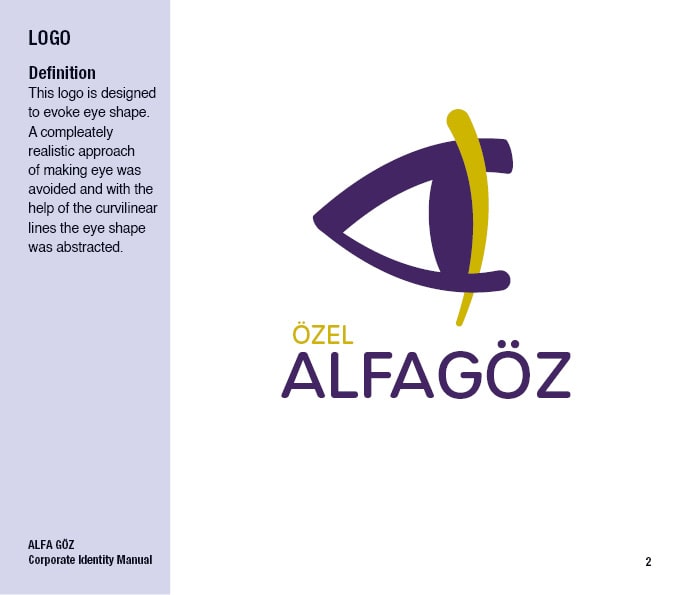 LOGO
Definition
This logo is designed
to evoke eye shape.
A compleately
realistic approach
of making eye was
avoided and with the
help of the curvilinear
lines the eye shape
was abstracted.
ÖZEL
ALFAGÖZ
ALFA GÖZ
Corporate Identity Manual
2